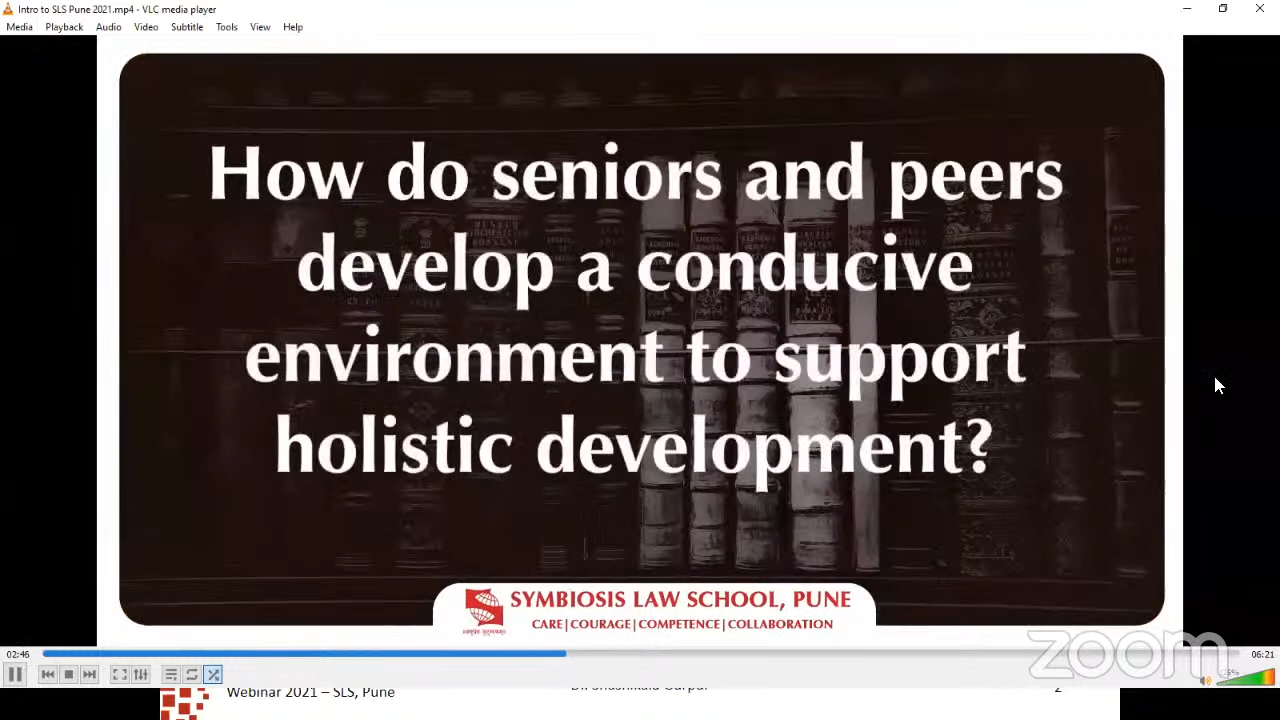 Intro to SLS Pune 2021.mp4 - VLC media player
Media Playback Audio Video Subtitle Tools View Help
How do seniors and peers
develop a conducive
environment to support
holistic development?
SYMBIOSIS LAW SCHOOL, PUNE
CARE|COURAGE|COMPETENCE|COLLABORATION
02:46
06:21
zoom
Webinar 2021 – SLS, Pune
2